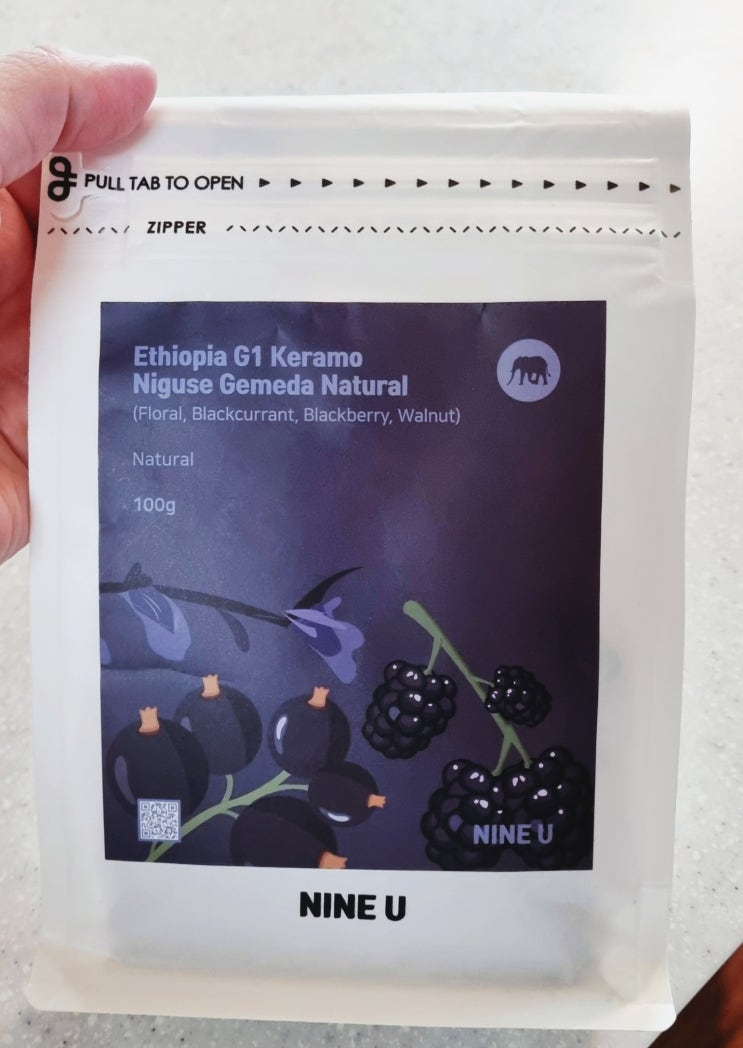 PULL TAB TO OPEN
ZIPPER
Ethiopia G1 Keramo
Niguse Gemeda Natural
(Floral, Blackcurrant, Blackberry, Walnut)
Natural
100g
NINE U
NINE U